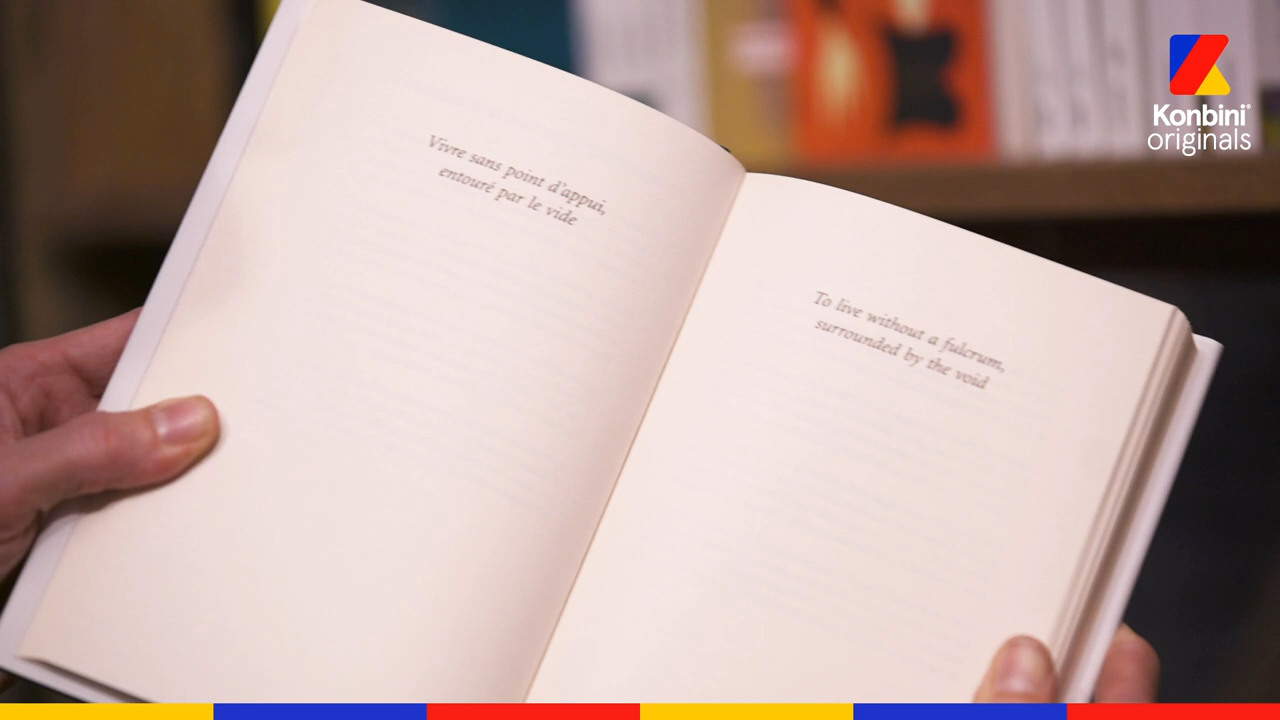 Vivre sans point d'appui,
entouré par le vide
To live without a fulcrum,
surrounded by the void
Konbini
originals